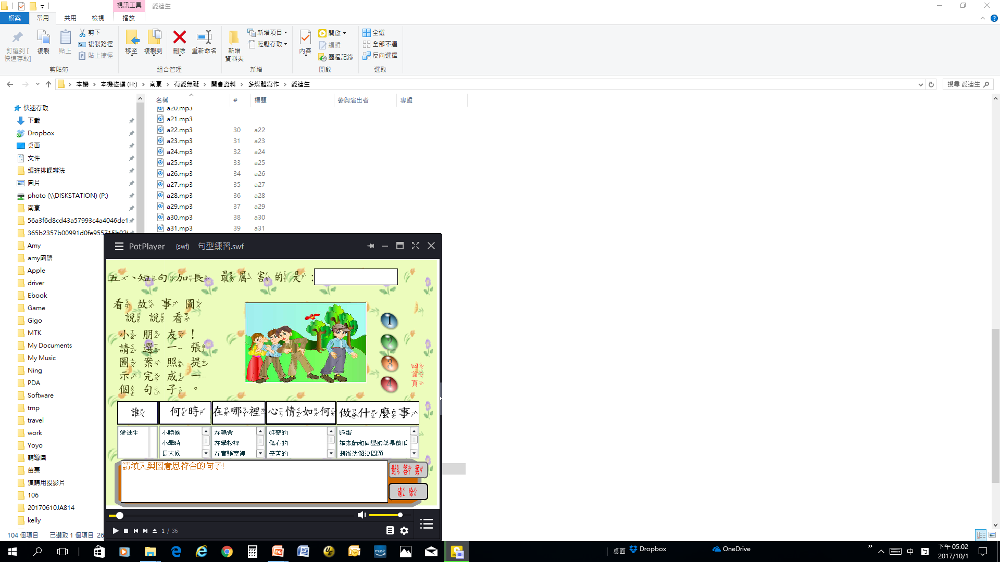 視訊工具
愛迪生
檔案
常用
共用
檢視
播放
釘選到 [
快速存取]
複製
貼上
剪下
複製路徑
貼上捷徑
剪貼簿
移至
複製到
刪除
重新命名
組合管理
新增
資料夾
新增項目
輕鬆存取
新增
內容
開啟
編輯
歷程記錄
開啟
全選
全部不選
反向選擇
選取
本機 › 本機磁碟 (H:) › 南寮 › 有愛無礙 › 開會資料 › 多媒體寫作 › 愛迪生
搜尋 愛迪生
名稱 # 標題 參與演出者 專輯
a20.mp3
a21.mp3
a22.mp3 30 a22
a23.mp3 31 a23
a24.mp3 32 a24
a25.mp3 33 a25
a26.mp3 34 a26
a27.mp3 35 a27
a28.mp3 36 a28
a29.mp3 37 a29
a30.mp3 38 a30
a31.mp3 39 a31
快速存取
下載
Dropbox
桌面
文件
編班排課辦法
圖片
photo (\\DISKSTATION) (P:)
南寮
56a3f6d8cd43a57993c4a4046de1
365b2357b00991d0fe955715b02
Amy
amy國語
Apple
driver
Ebook
Game
Gigo
MTK
My Documents
My Music
Ning
PDA
Software
tmp
travel
work
Yoyo
輔導團
苗栗
演講用投影片
106
20170610JA814
kelly
104 個項目 已選取 1 個項目 26
PotPlayer {swf} 句型練習.swf
五、短句加長 最厲害的是:
看故事圖
說說看
小朋友!
請選一張
圖案照提
示完成一
個句子。
1
2
3
4
回首頁
誰 何時 在哪裡 心情如何 做什麼事
愛迪生
小時候
小學時
長大候
在鴨舍
在學校裡
在實驗室裡
好奇的
傷心的
辛苦的
孵蛋
被老師和同學取笑是傻瓜
想辦法解決問題
請填入與圖意思符合的句子!
對答案
清除
1 / 36
桌面
Dropbox
OneDrive
中
下午 05:02
2017/10/1